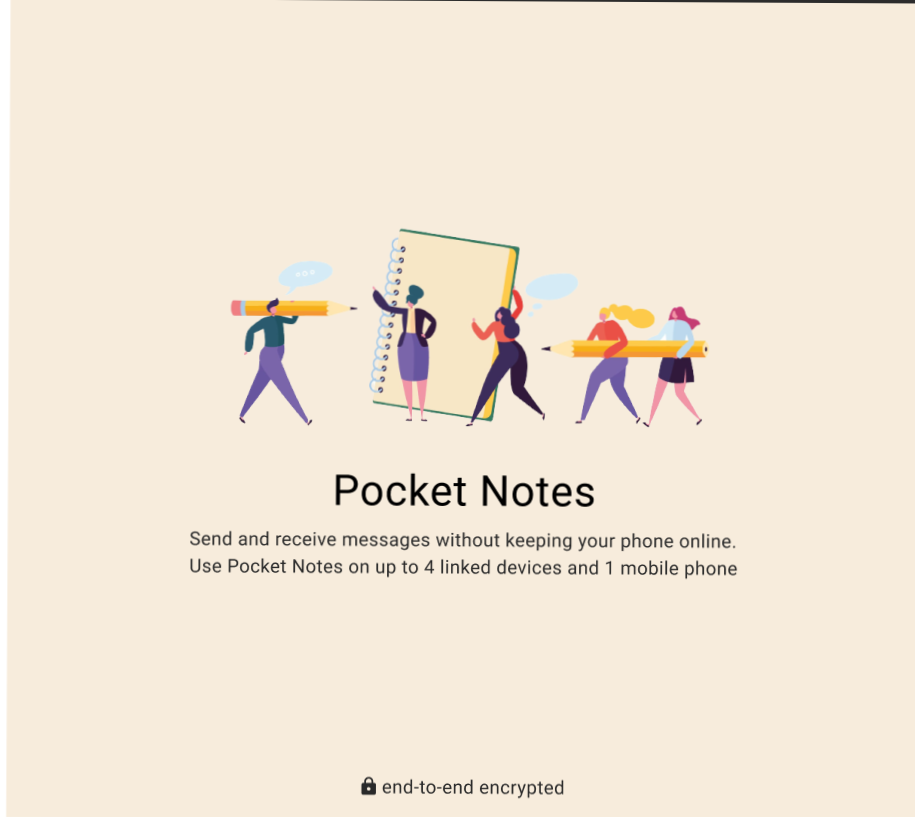 Pocket Notes
Send and receive messages without keeping your phone online.
Use Pocket Notes on up to 4 linked devices and 1 mobile phone
end-to-end encrypted